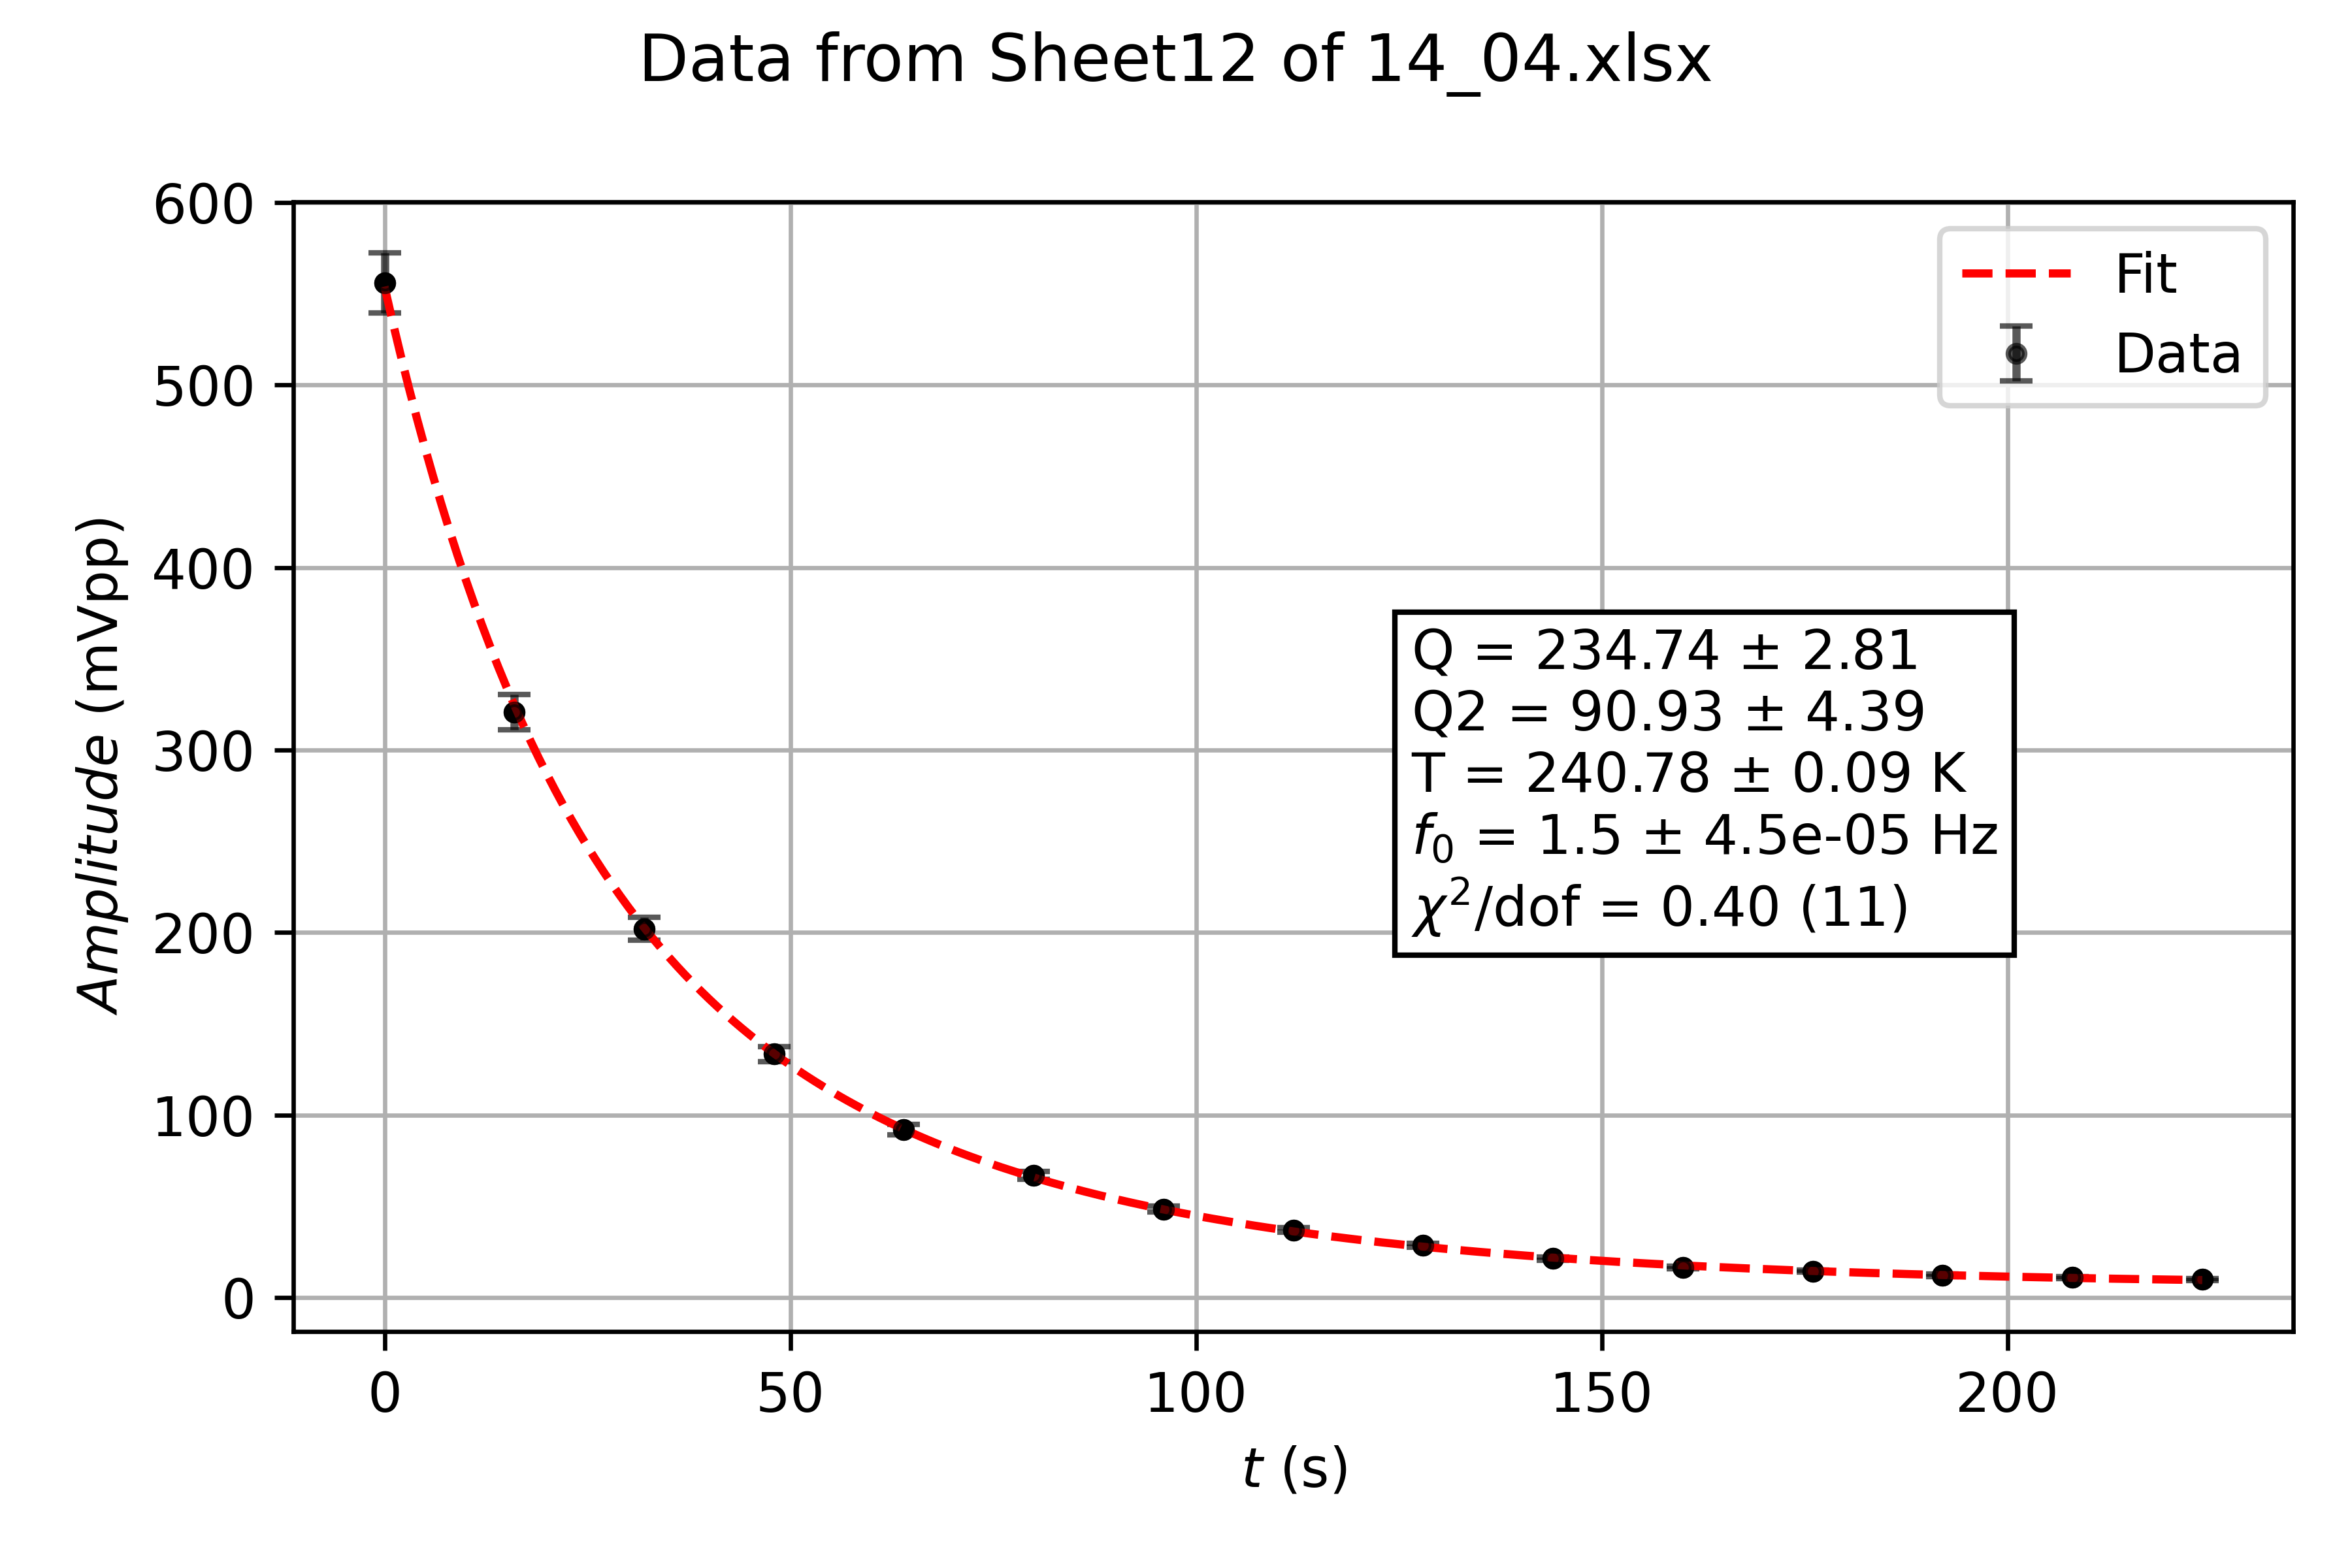 Data from Sheet12 of 14_04.xlsx
600
500
400
300
200
100
0
Amplitude (mVpp)
Fit
Data
Q = 234.74 ± 2.81
Q2 = 90.93 ± 4.39
T = 240.78 ± 0.09 K
f₀ = 1.5 ± 4.5e-05 Hz
χ²/dof = 0.40 (11)
0 50 100 150 200
t (s)